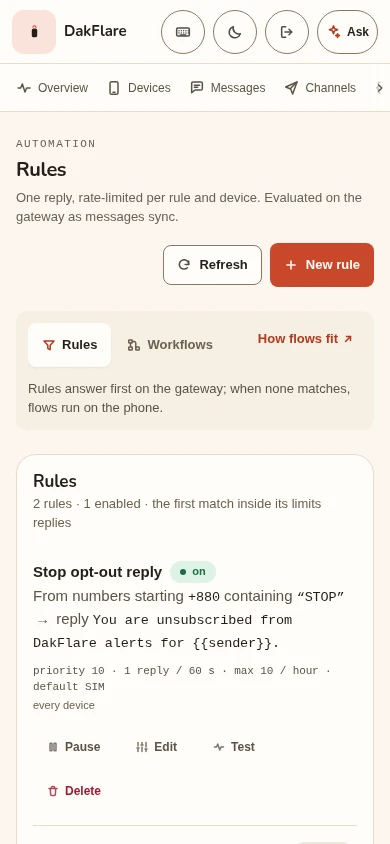 DakFlare
Ask
Overview
Devices
Messages
Channels
AUTOMATION
Rules
One reply, rate-limited per rule and device. Evaluated on the
gateway as messages sync.
Refresh
New rule
Rules
Workflows
How flows fit ↗
Rules answer first on the gateway; when none matches,
flows run on the phone.
Rules
2 rules · 1 enabled · the first match inside its limits
replies
Stop opt-out reply
on
From numbers starting +880 containing “STOP”
→ reply You are unsubscribed from
DakFlare alerts for {{sender}}.
priority 10 · 1 reply / 60 s · max 10 / hour ·
default SIM
every device
Pause
Edit
Test
Delete